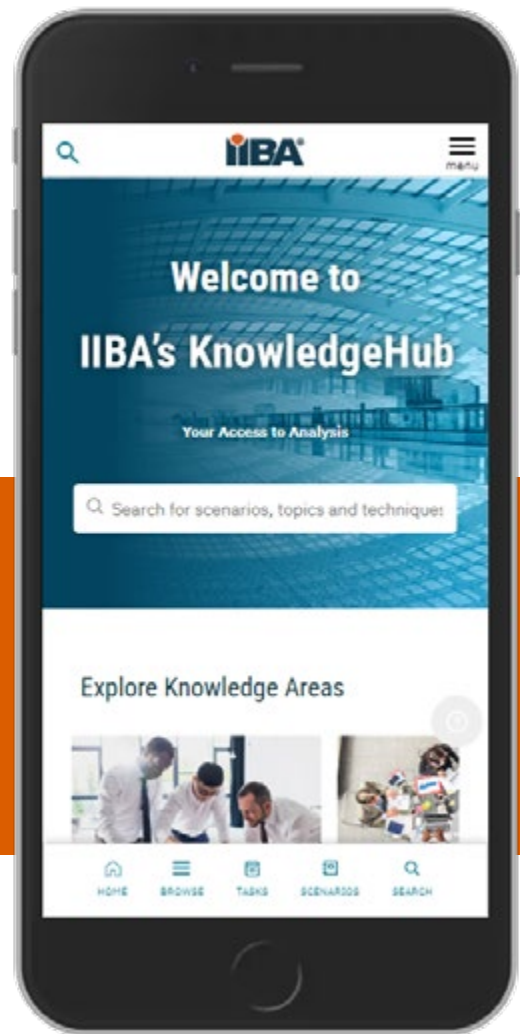 iiBA®
menu
Welcome to
IIBA's KnowledgeHub
Your Access to Analysis
Search for scenarios, topics and techniques
Explore Knowledge Areas
HOME BROWSE TASKS SCENARIOS SEARCH